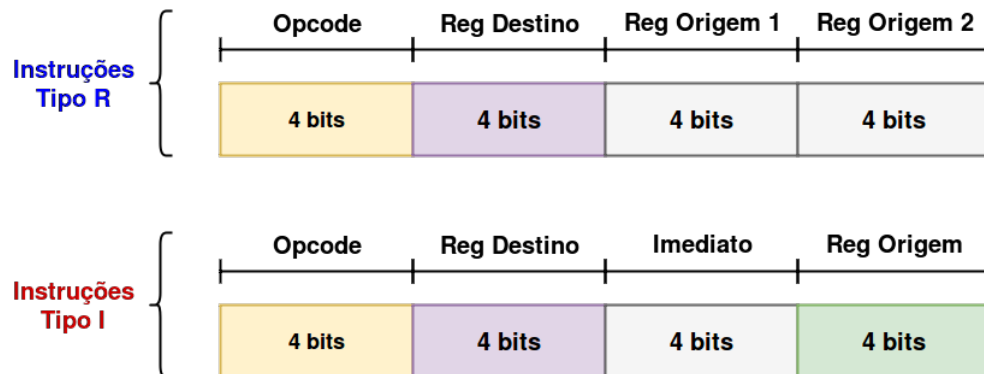 Opcode Reg Destino Reg Origem 1 Reg Origem 2
Instruções
Tipo R
4 bits 4 bits 4 bits 4 bits
Opcode Reg Destino Imediato Reg Origem
Instruções
Tipo I
4 bits 4 bits 4 bits 4 bits